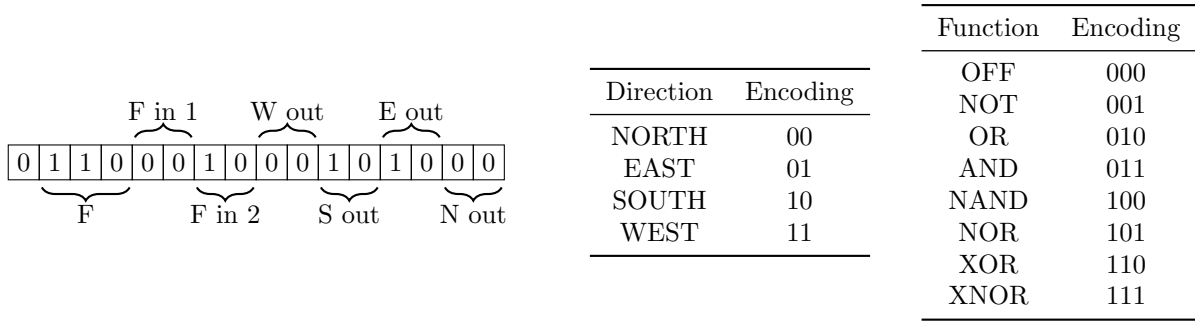 F in 1 W out E out
0 1 1 0 0 0 1 0 0 0 1 0 1 0 0 0
F F in 2 S out N out
Direction Encoding
NORTH 00
EAST 01
SOUTH 10
WEST 11
Function Encoding
OFF 000
NOT 001
OR 010
AND 011
NAND 100
NOR 101
XOR 110
XNOR 111